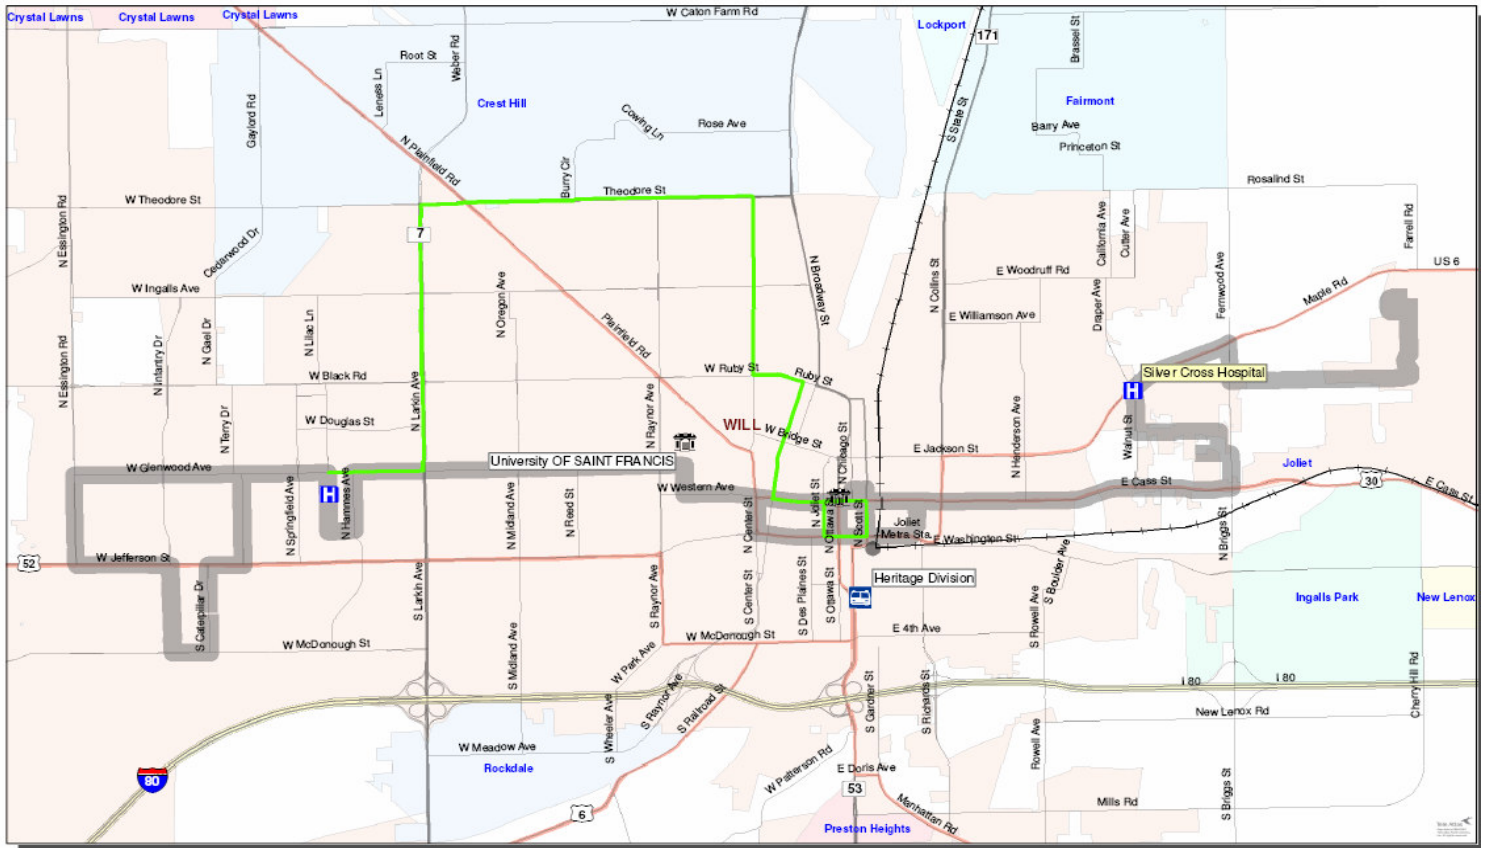 Crystal Lawns
Crystal Lawns
Crystal Lawns
W Caton Farm Rd
Lockport
171
Brassel St
Root St
Weber Rd
Leness Ln
Crest Hill
Gaylord Rd
Cowing Ln
Rose Ave
S State St
Fairmont
Barry Ave
Princeton St
N Plainfield Rd
Burry Cir
Theodore St
W Theodore St
Rosalind St
N Essington Rd
7
Cedarwood Dr
California Ave
Cutter Ave
Farrell Rd
US 6
E Woodruff Rd
N Broadway St
N Collins St
Fernwood Ave
Maple Rd
W Ingalls Ave
N Oregon Ave
Draper Ave
E Williamson Ave
N Lilac Ln
N Gael Dr
N Infantry Dr
N Essington Rd
Plainfield Rd
W Ruby St
Ruby St
Silver Cross Hospital
H
W Black Rd
N Larkin Ave
N Raynor Ave
N Terry Dr
W Douglas St
WILL
W Bridge St
N Chicago St
E Jackson St
N Henderson Ave
Walnut St
Joliet
W Glenwood Ave
University OF SAINT FRANCIS
H
W Western Ave
E Cass St
30
E Cass St
N Springfield Ave
N Hammes Ave
N Midland Ave
N Reed St
N Center St
N Joliet St
N Ottawa St
N Scott St
Joliet
Metra Sta
E Washington St
N Briggs St
52
W Jefferson St
S Caterpillar Dr
S Larkin Ave
S Raynor Ave
S Center St
S Des Plaines St
S Ottawa St
Heritage Division
S Boulder Ave
S Rowell Ave
Ingalls Park
New Lenox
W McDonough St
W McDonough St
E 4th Ave
S Midland Ave
W Park Ave
S Raynor Ave
S Railroad St
S Wheeler Ave
S Gardner St
S Richards St
I 80
I 80
Cherry Hill Rd
New Lenox Rd
W Meadow Ave
Rockdale
80
W Patterson Rd
E Doris Ave
53
Rowell Ave
S Briggs St
6
Manhattan Rd
Mills Rd
Preston Heights